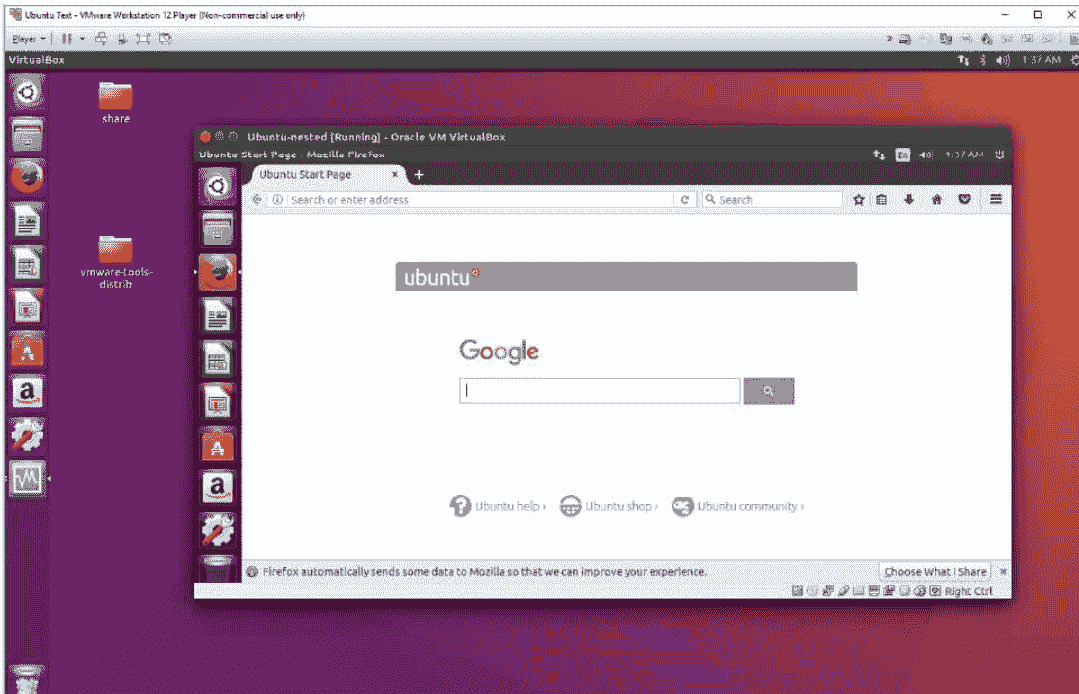 Ubuntu Text - VMware Workstation 12 Player (Non-commercial use only)
Player
VirtualBox
1:37 AM
share
vmware-tools-
distrib
Ubuntu-nested [Running] - Oracle VM VirtualBox
Ubuntu Start Page - Mozilla Firefox
En
1:37 AM
Ubuntu Start Page
Search or enter address
Search
ubuntu
Google
Ubuntu help ›
Ubuntu shop ›
Ubuntu community ›
Firefox automatically sends some data to Mozilla so that we can improve your experience.
Choose What I Share
Right Ctrl